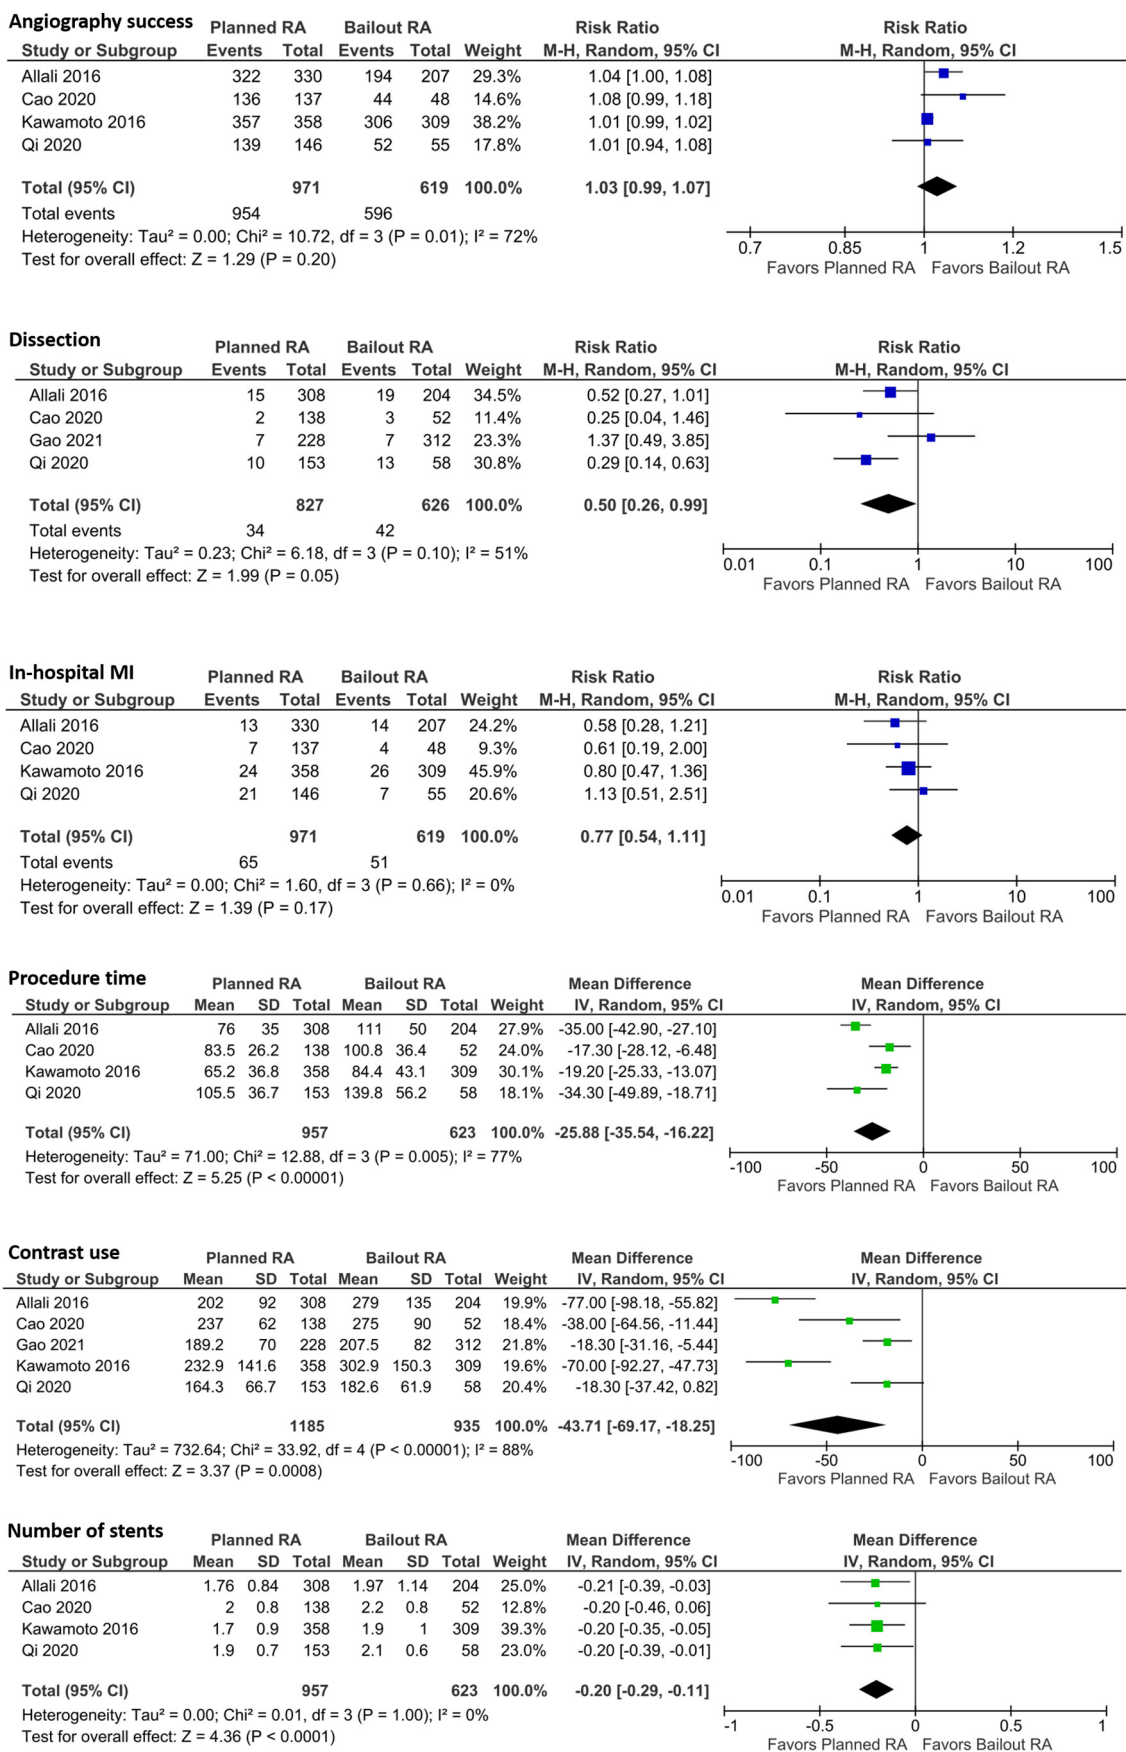 Angiography success Planned RA Bailout RA Risk Ratio Risk Ratio
Study or Subgroup Events Total Events Total Weight M-H, Random, 95% CI M-H, Random, 95% CI
Allali 2016 322 330 194 207 29.3% 1.04 [1.00, 1.08]
Cao 2020 136 137 44 48 14.6% 1.08 [0.99, 1.18]
Kawamoto 2016 357 358 306 309 38.2% 1.01 [0.99, 1.02]
Qi 2020 139 146 52 55 17.8% 1.01 [0.94, 1.08]
Total (95% CI) 971 619 100.0% 1.03 [0.99, 1.07]
Total events 954 596
Heterogeneity: Tau² = 0.00; Chi² = 10.72, df = 3 (P = 0.01); I² = 72%
Test for overall effect: Z = 1.29 (P = 0.20)
0.7 0.85 1 1.2 1.5
Favors Planned RA Favors Bailout RA
Dissection Planned RA Bailout RA Risk Ratio Risk Ratio
Study or Subgroup Events Total Events Total Weight M-H, Random, 95% CI M-H, Random, 95% CI
Allali 2016 15 308 19 204 34.5% 0.52 [0.27, 1.01]
Cao 2020 2 138 3 52 11.4% 0.25 [0.04, 1.46]
Gao 2021 7 228 7 312 23.3% 1.37 [0.49, 3.85]
Qi 2020 10 153 13 58 30.8% 0.29 [0.14, 0.63]
Total (95% CI) 827 626 100.0% 0.50 [0.26, 0.99]
Total events 34 42
Heterogeneity: Tau² = 0.23; Chi² = 6.18, df = 3 (P = 0.10); I² = 51%
Test for overall effect: Z = 1.99 (P = 0.05)
0.01 0.1 1 10 100
Favors Planned RA Favors Bailout RA
In-hospital MI Planned RA Bailout RA Risk Ratio Risk Ratio
Study or Subgroup Events Total Events Total Weight M-H, Random, 95% CI M-H, Random, 95% CI
Allali 2016 13 330 14 207 24.2% 0.58 [0.28, 1.21]
Cao 2020 7 137 4 48 9.3% 0.61 [0.19, 2.00]
Kawamoto 2016 24 358 26 309 45.9% 0.80 [0.47, 1.36]
Qi 2020 21 146 7 55 20.6% 1.13 [0.51, 2.51]
Total (95% CI) 971 619 100.0% 0.77 [0.54, 1.11]
Total events 65 51
Heterogeneity: Tau² = 0.00; Chi² = 1.60, df = 3 (P = 0.66); I² = 0%
Test for overall effect: Z = 1.39 (P = 0.17)
0.01 0.1 1 10 100
Favors Planned RA Favors Bailout RA
Procedure time Planned RA Bailout RA Mean Difference Mean Difference
Study or Subgroup Mean SD Total Mean SD Total Weight IV, Random, 95% CI IV, Random, 95% CI
Allali 2016 76 35 308 111 50 204 27.9% -35.00 [-42.90, -27.10]
Cao 2020 83.5 26.2 138 100.8 36.4 52 24.0% -17.30 [-28.12, -6.48]
Kawamoto 2016 65.2 36.8 358 84.4 43.1 309 30.1% -19.20 [-25.33, -13.07]
Qi 2020 105.5 36.7 153 139.8 56.2 58 18.1% -34.30 [-49.89, -18.71]
Total (95% CI) 957 623 100.0% -25.88 [-35.54, -16.22]
Heterogeneity: Tau² = 71.00; Chi² = 12.88, df = 3 (P = 0.005); I² = 77%
Test for overall effect: Z = 5.25 (P < 0.00001)
-100 -50 0 50 100
Favors Planned RA Favors Bailout RA
Contrast use Planned RA Bailout RA Mean Difference Mean Difference
Study or Subgroup Mean SD Total Mean SD Total Weight IV, Random, 95% CI IV, Random, 95% CI
Allali 2016 202 92 308 279 135 204 19.9% -77.00 [-98.18, -55.82]
Cao 2020 237 62 138 275 90 52 18.4% -38.00 [-64.56, -11.44]
Gao 2021 189.2 70 228 207.5 82 312 21.8% -18.30 [-31.16, -5.44]
Kawamoto 2016 232.9 141.6 358 302.9 150.3 309 19.6% -70.00 [-92.27, -47.73]
Qi 2020 164.3 66.7 153 182.6 61.9 58 20.4% -18.30 [-37.42, 0.82]
Total (95% CI) 1185 935 100.0% -43.71 [-69.17, -18.25]
Heterogeneity: Tau² = 732.64; Chi² = 33.92, df = 4 (P < 0.00001); I² = 88%
Test for overall effect: Z = 3.37 (P = 0.0008)
-100 -50 0 50 100
Favors Planned RA Favors Bailout RA
Number of stents Planned RA Bailout RA Mean Difference Mean Difference
Study or Subgroup Mean SD Total Mean SD Total Weight IV, Random, 95% CI IV, Random, 95% CI
Allali 2016 1.76 0.84 308 1.97 1.14 204 25.0% -0.21 [-0.39, -0.03]
Cao 2020 2 0.8 138 2.2 0.8 52 12.8% -0.20 [-0.46, 0.06]
Kawamoto 2016 1.7 0.9 358 1.9 1 309 39.3% -0.20 [-0.35, -0.05]
Qi 2020 1.9 0.7 153 2.1 0.6 58 23.0% -0.20 [-0.39, -0.01]
Total (95% CI) 957 623 100.0% -0.20 [-0.29, -0.11]
Heterogeneity: Tau² = 0.00; Chi² = 0.01, df = 3 (P = 1.00); I² = 0%
Test for overall effect: Z = 4.36 (P < 0.0001)
-1 -0.5 0 0.5 1
Favors Planned RA Favors Bailout RA